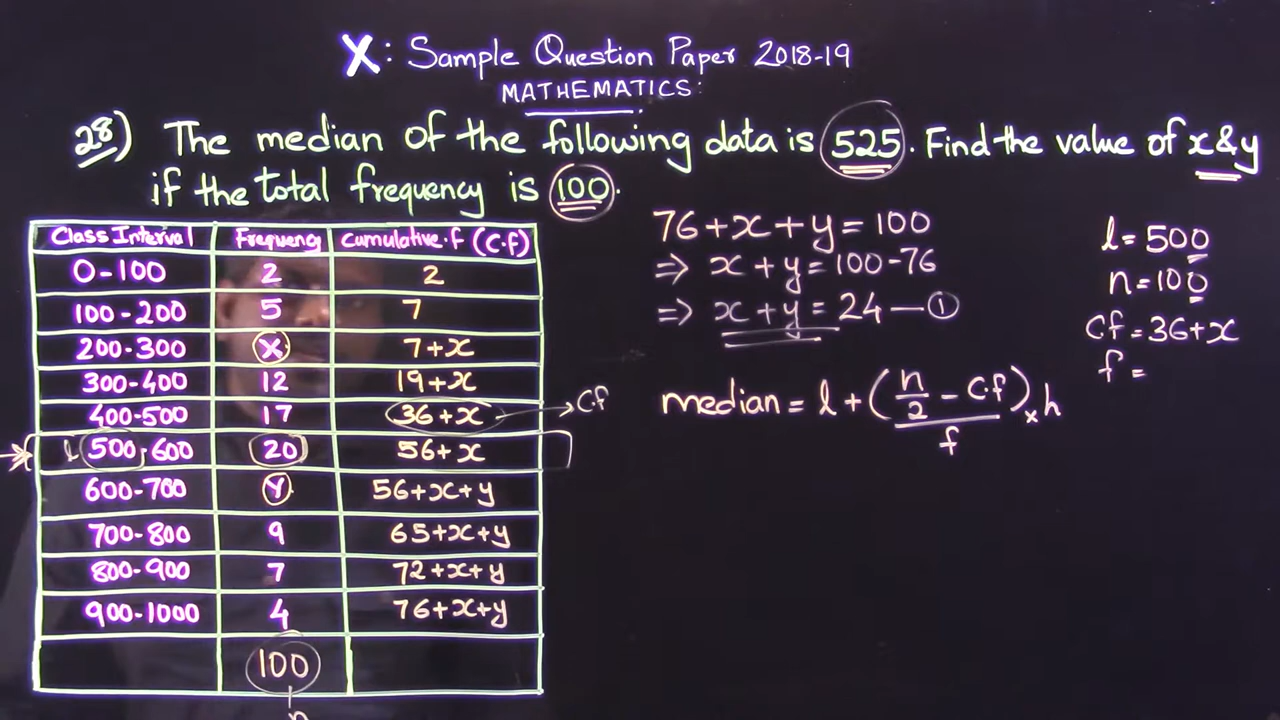 X: Sample Question Paper 2018-19
MATHEMATICS:
28) The median of the following data is 525. Find the value of x & y
if the total frequency is 100.
Class Interval Frequency Cumulative.f (C.f)
0-100 2 2
100-200 5 7
200-300 X 7+x
300-400 12 19+x
400-500 17 36+x → Cf
l 500-600 20 56+x
600-700 Y 56+x+y
700-800 9 65+x+y
800-900 7 72+x+y
900-1000 4 76+x+y
100
n
76+x+y=100
⇒ x+y=100-76
⇒ x+y=24—①
median = l+(n/2 - C.f / f) × h
l=500
n=100
Cf=36+x
f=